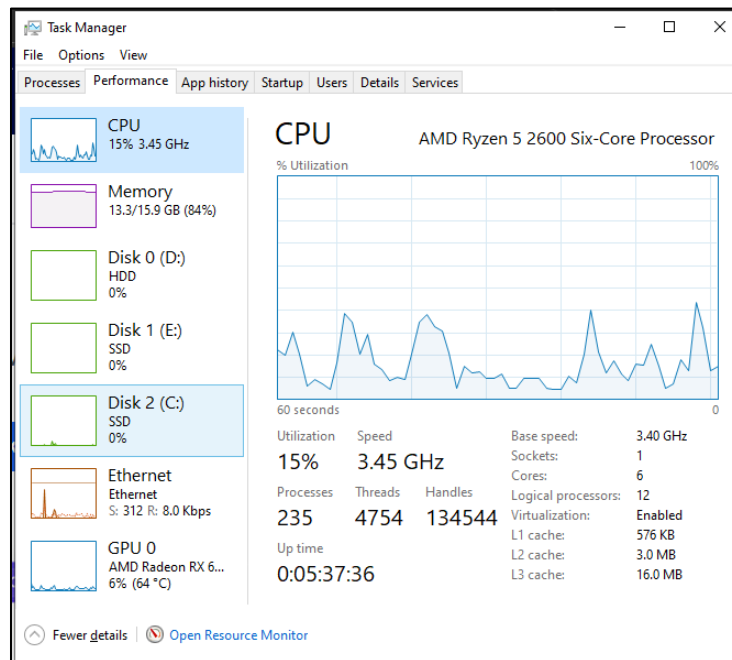 Task Manager
File Options View
Processes Performance App history Startup Users Details Services
CPU
15% 3.45 GHz
Memory
13.3/15.9 GB (84%)
Disk 0 (D:)
HDD
0%
Disk 1 (E:)
SSD
0%
Disk 2 (C:)
SSD
0%
Ethernet
Ethernet
S: 312 R: 8.0 Kbps
GPU 0
AMD Radeon RX 6...
6% (64 °C)
CPU AMD Ryzen 5 2600 Six-Core Processor
% Utilization 100%
60 seconds 0
Utilization Speed
15% 3.45 GHz
Processes Threads Handles
235 4754 134544
Up time
0:05:37:36
Base speed: 3.40 GHz
Sockets: 1
Cores: 6
Logical processors: 12
Virtualization: Enabled
L1 cache: 576 KB
L2 cache: 3.0 MB
L3 cache: 16.0 MB
Fewer details Open Resource Monitor